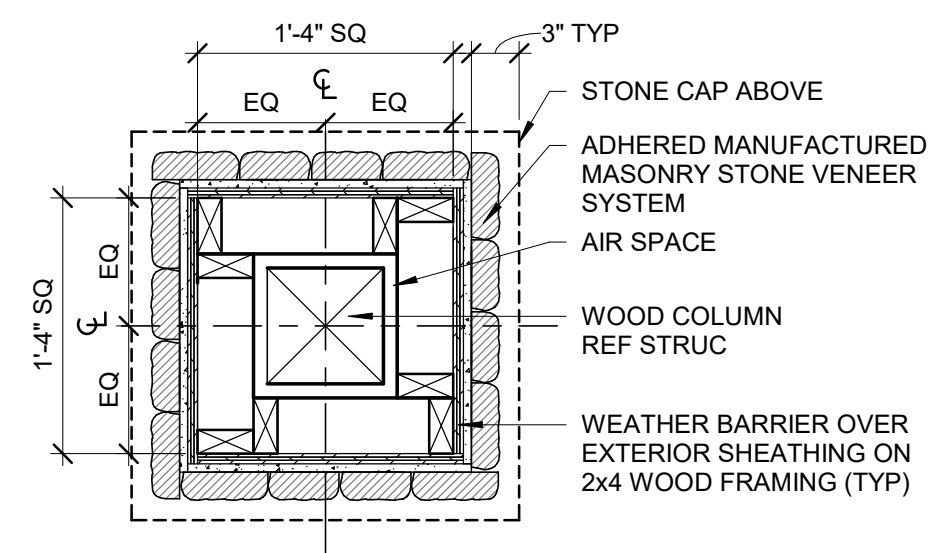 1'-4" SQ
3" TYP
℄
EQ EQ
STONE CAP ABOVE
ADHERED MANUFACTURED
MASONRY STONE VENEER
SYSTEM
AIR SPACE
EQ
1'-4" SQ
℄
EQ
WOOD COLUMN
REF STRUC
WEATHER BARRIER OVER
EXTERIOR SHEATHING ON
2x4 WOOD FRAMING (TYP)